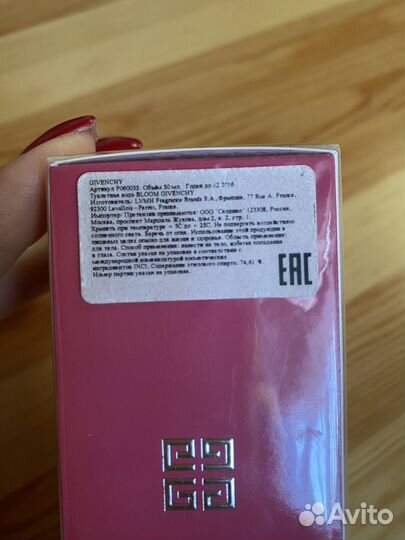 GIVENCHY
Артикул P060035. Объём 50 мл. Годен до 12 2016
Туалетная вода BLOOM GIVENCHY
Изготовитель: LVMH Fragrance Brands S.A., Франция, 77 Rue A. France,
92300 Levallois - Perret, France.
Импортер: Претензии принимаются: ООО "Селдико" 123308, Россия,
Москва, проспект Маршала Жукова, дом 2, к. 2, стр. 1.
Хранить при температуре + 5C до + 25C. Не подвергать воздействию
солнечного света. Беречь от огня. Использование этой продукции в
пищевых целях опасно для жизни и здоровья. Область применения:
для тела. Способ применения: нанести на тело, избегая попадания
в глаза. Состав указан на упаковке в соответствии с
международной номенклатурой косметических
ингредиентов INCI. Содержание этилового спирта: 74,61 %
Номер партии указан на упаковке.
EAC
Avito